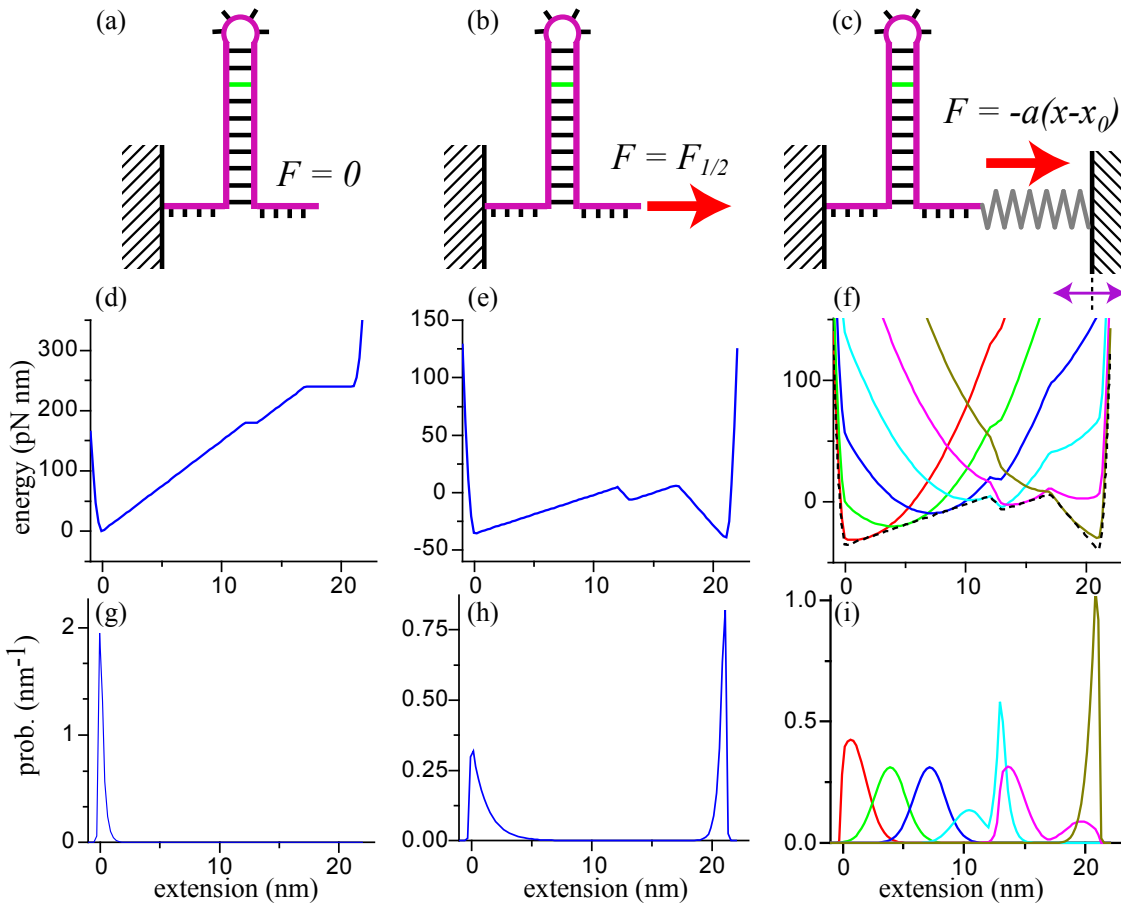 (a)
(b)
(c)
F = 0
F = F1/2
F = -a(x-x0)
(d)
(e)
(f)
energy (pN nm)
300
200
100
0
0
10
20
150
100
50
0
-50
0
10
20
100
0
0
10
20
(g)
(h)
(i)
prob. (nm-1)
2
1
0
0
10
20
extension (nm)
0.75
0.50
0.25
0.00
0
10
20
extension (nm)
1.0
0.5
0.0
0
10
20
extension (nm)